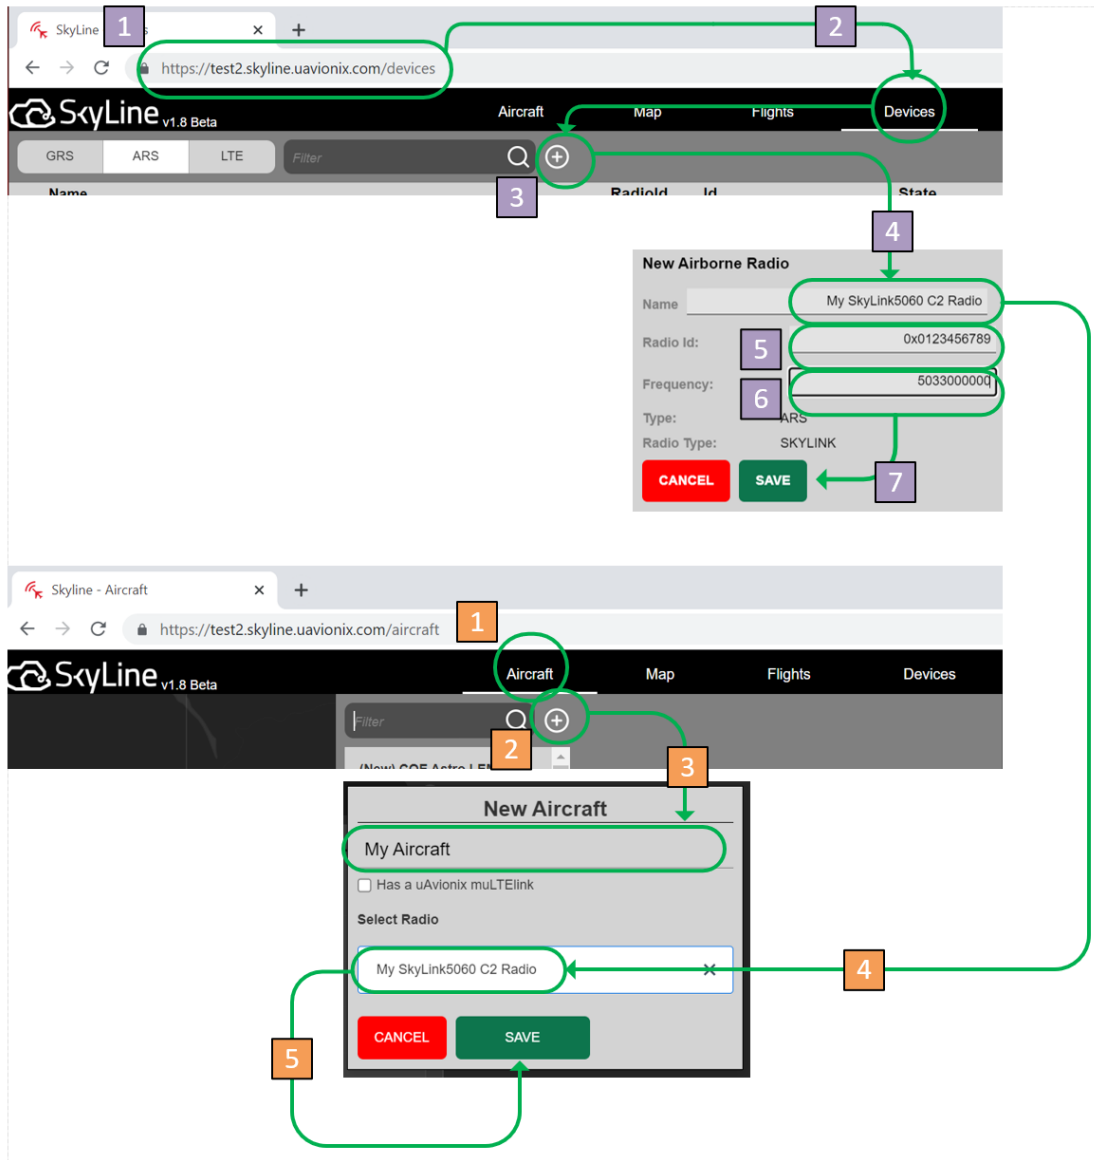 SkyLine 1 s × +
2
https://test2.skyline.uavionix.com/devices
SkyLine v1.8 Beta Aircraft Map Flights Devices
GRS ARS LTE Filter
3
Name RadioId Id State
4
New Airborne Radio
Name My SkyLink5060 C2 Radio
Radio Id: 5 0x0123456789
Frequency: 6 5033000000
Type: ARS
Radio Type: SKYLINK
CANCEL SAVE 7
Skyline - Aircraft × +
https://test2.skyline.uavionix.com/aircraft 1
SkyLine v1.8 Beta Aircraft Map Flights Devices
Filter
2
(New) COE Astro LEN
3
New Aircraft
My Aircraft
Has a uAvionix muLTElink
Select Radio
My SkyLink5060 C2 Radio × 4
CANCEL SAVE
5